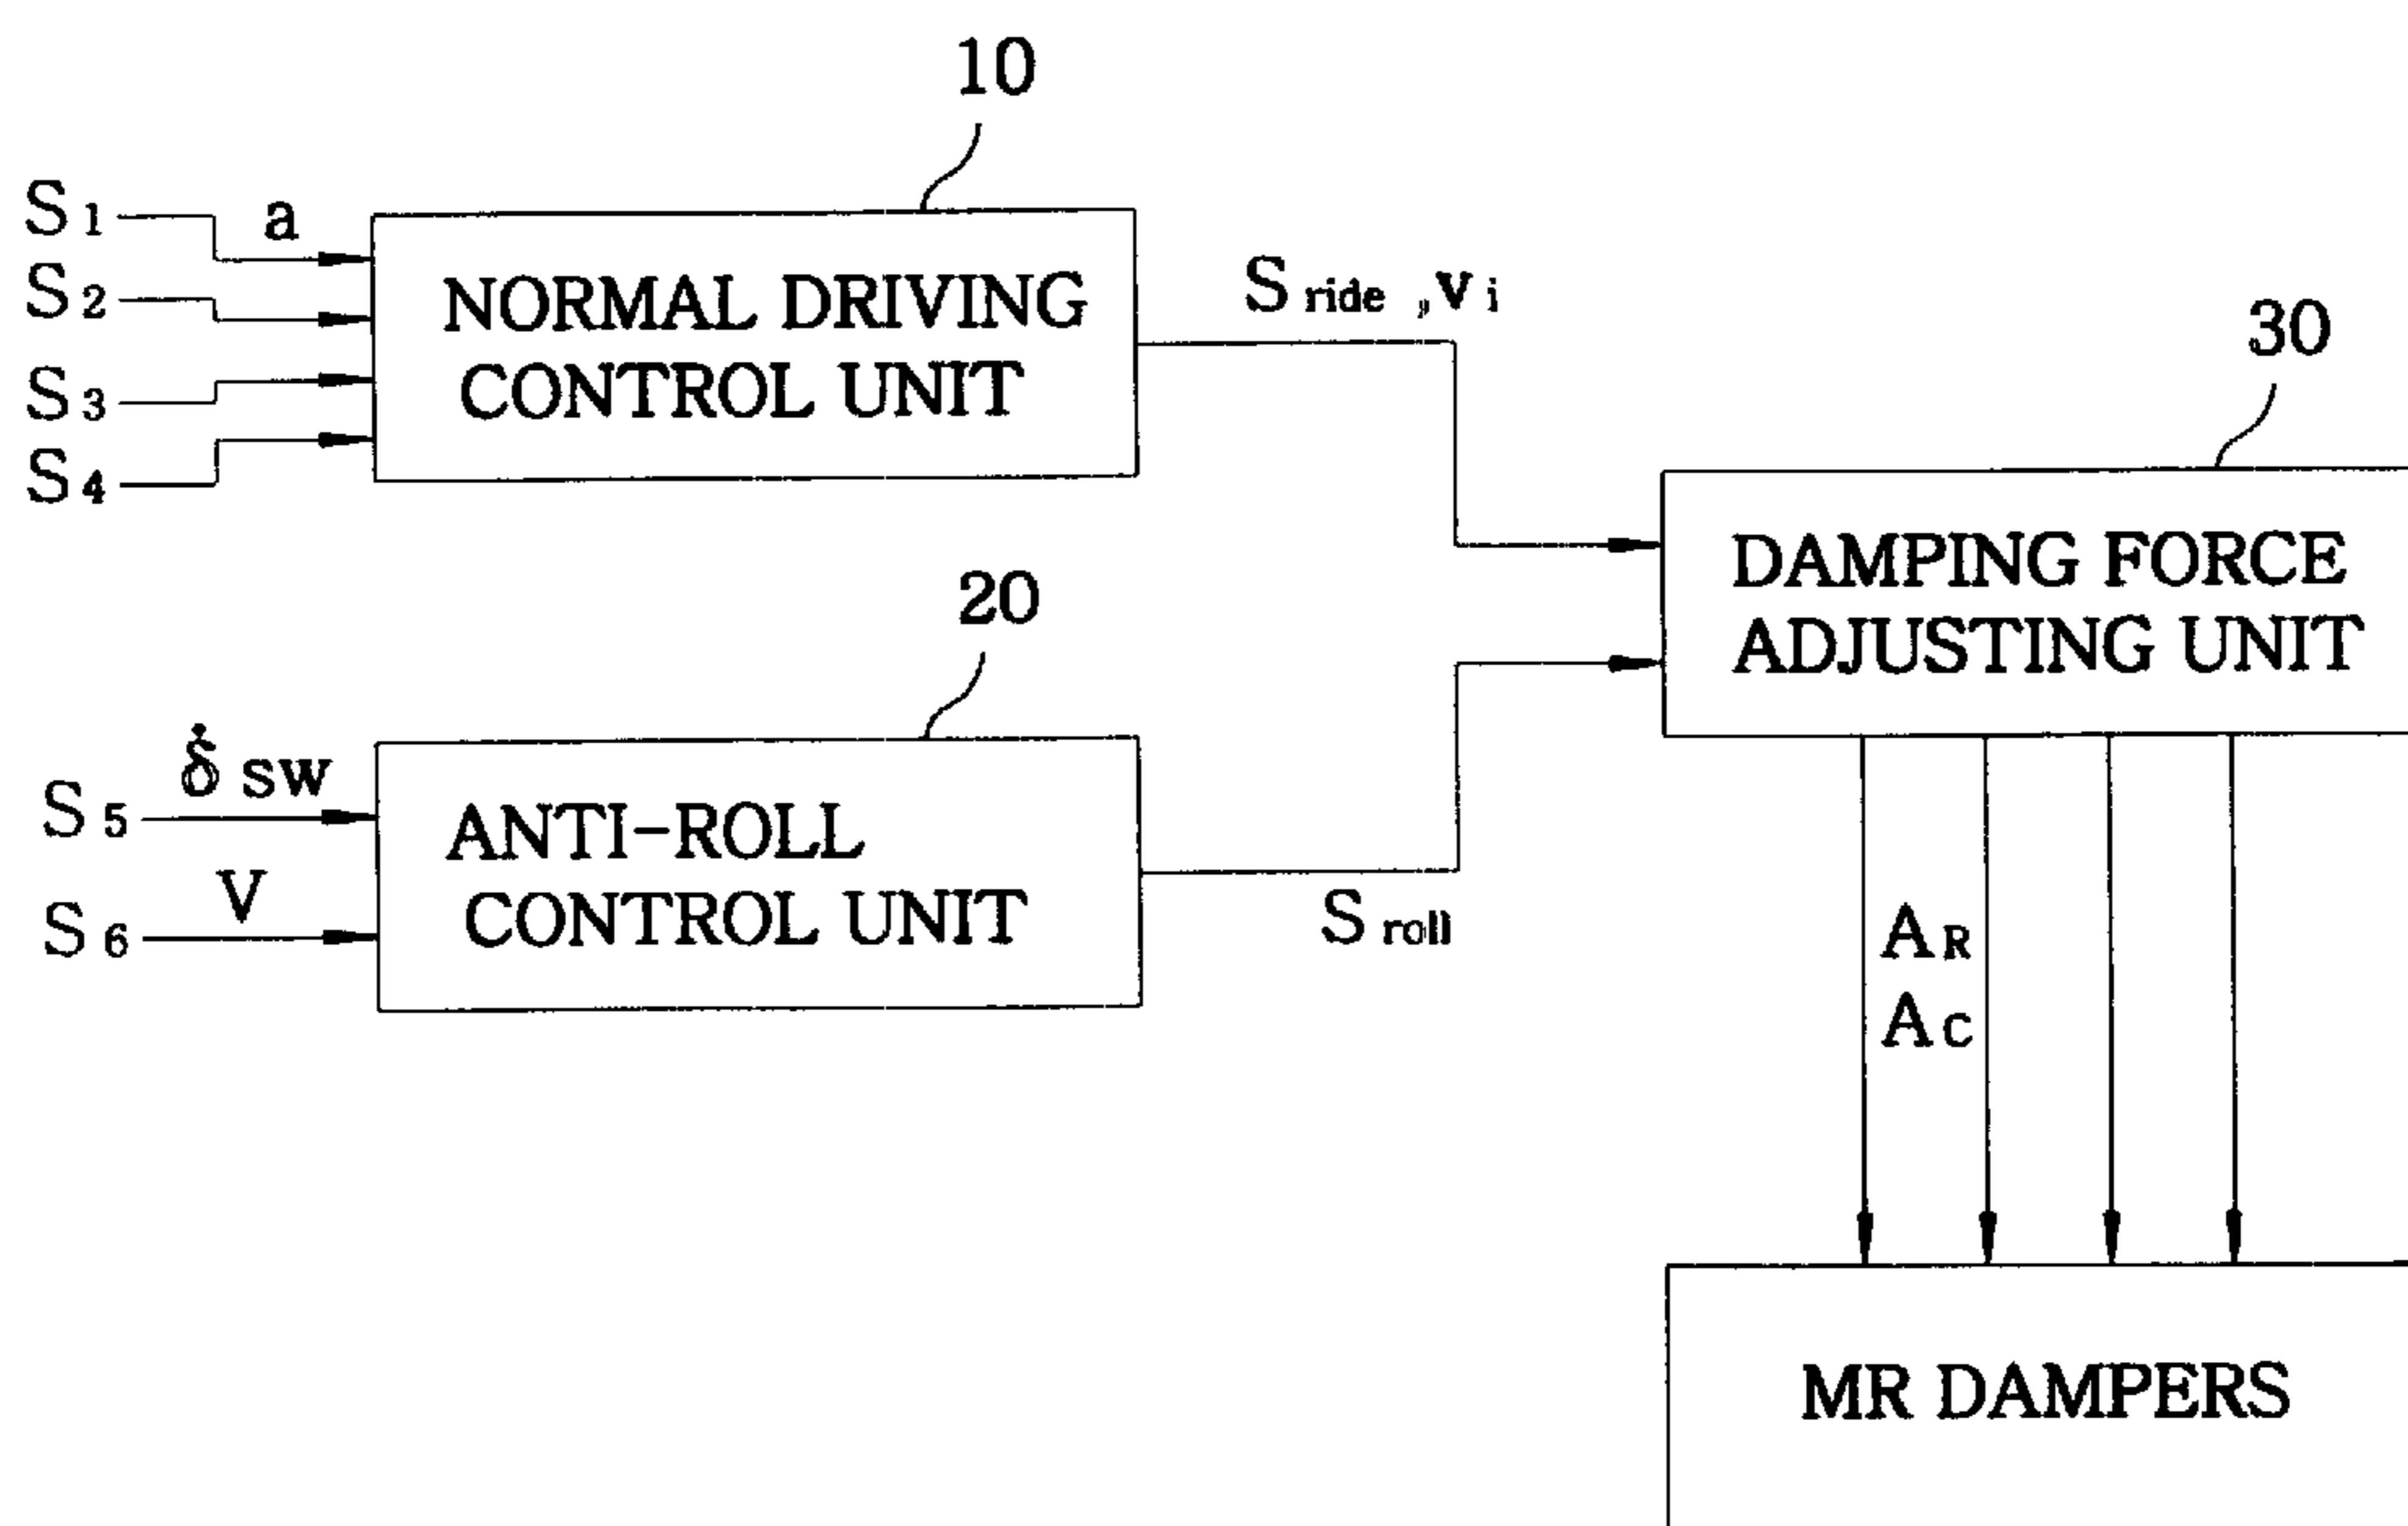 10
S1
a
S2
S3
S4
NORMAL DRIVING
CONTROL UNIT
S ride ,vi
30
DAMPING FORCE
ADJUSTING UNIT
20
S5
δ̇ sw
S6
V
ANTI-ROLL
CONTROL UNIT
S roll
AR
AC
MR DAMPERS